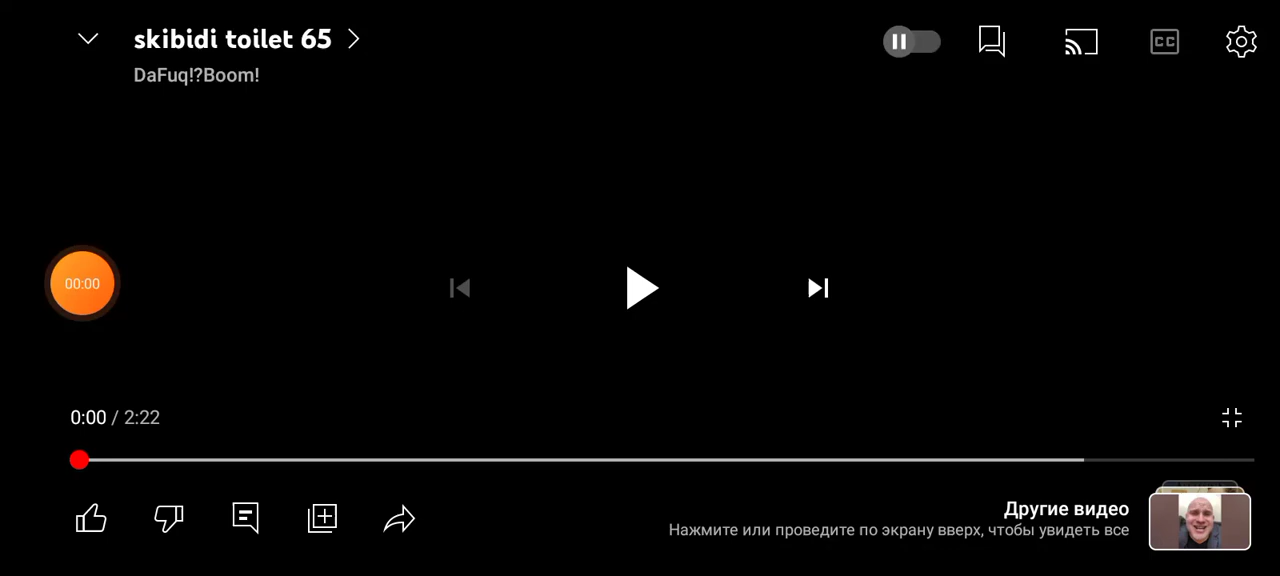 skibidi toilet 65
DaFuq!?Boom!
CC
00:00
0:00 / 2:22
Другие видео
Нажмите или проведите по экрану вверх, чтобы увидеть все